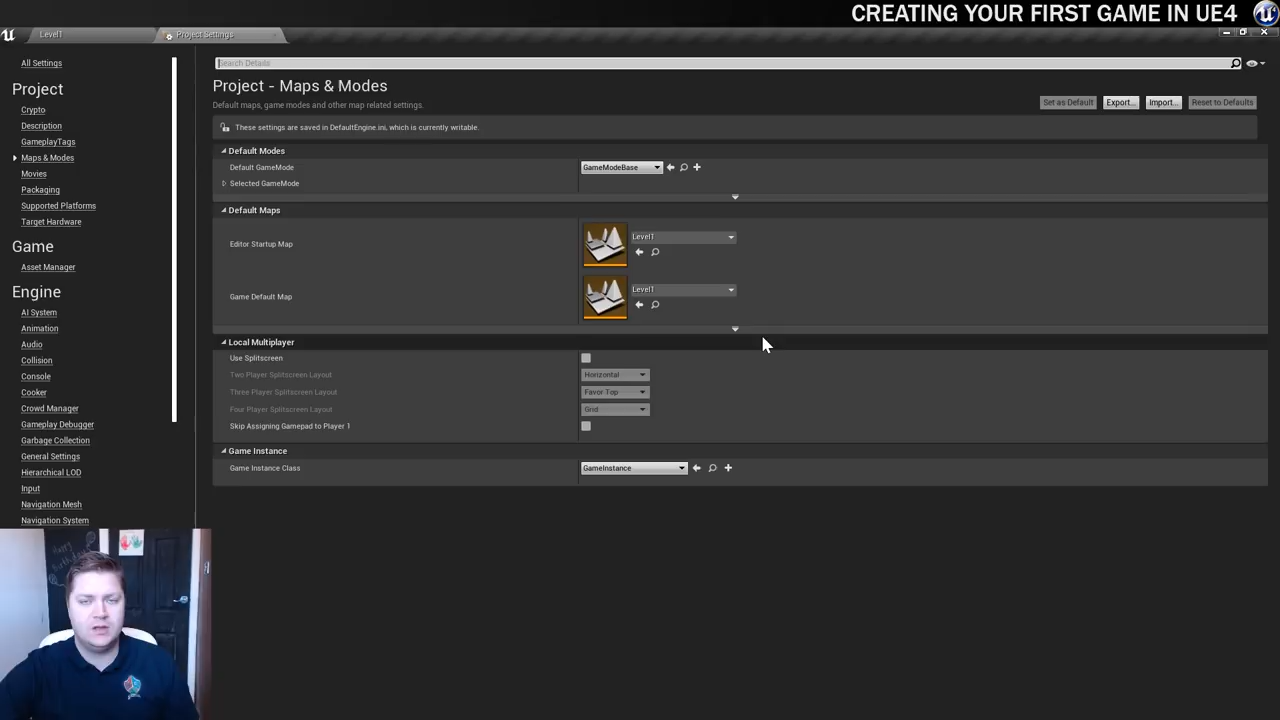 CREATING YOUR FIRST GAME IN UE4
Level1
Project Settings
All Settings
Search Details
Project
Project - Maps & Modes
Default maps, game modes and other map related settings.
Set as Default
Export...
Import...
Reset to Defaults
Crypto
Description
GameplayTags
Maps & Modes
Movies
Packaging
Supported Platforms
Target Hardware
These settings are saved in DefaultEngine.ini, which is currently writable.
Default Modes
Default GameMode
GameModeBase
Selected GameMode
Default Maps
Editor Startup Map
Level1
Game Default Map
Level1
Game
Asset Manager
Engine
AI System
Animation
Audio
Collision
Console
Cooker
Crowd Manager
Gameplay Debugger
Garbage Collection
General Settings
Hierarchical LOD
Input
Navigation Mesh
Navigation System
Local Multiplayer
Use Splitscreen
Two Player Splitscreen Layout
Horizontal
Three Player Splitscreen Layout
Favor Top
Four Player Splitscreen Layout
Grid
Skip Assigning Gamepad to Player 1
Game Instance
Game Instance Class
GameInstance